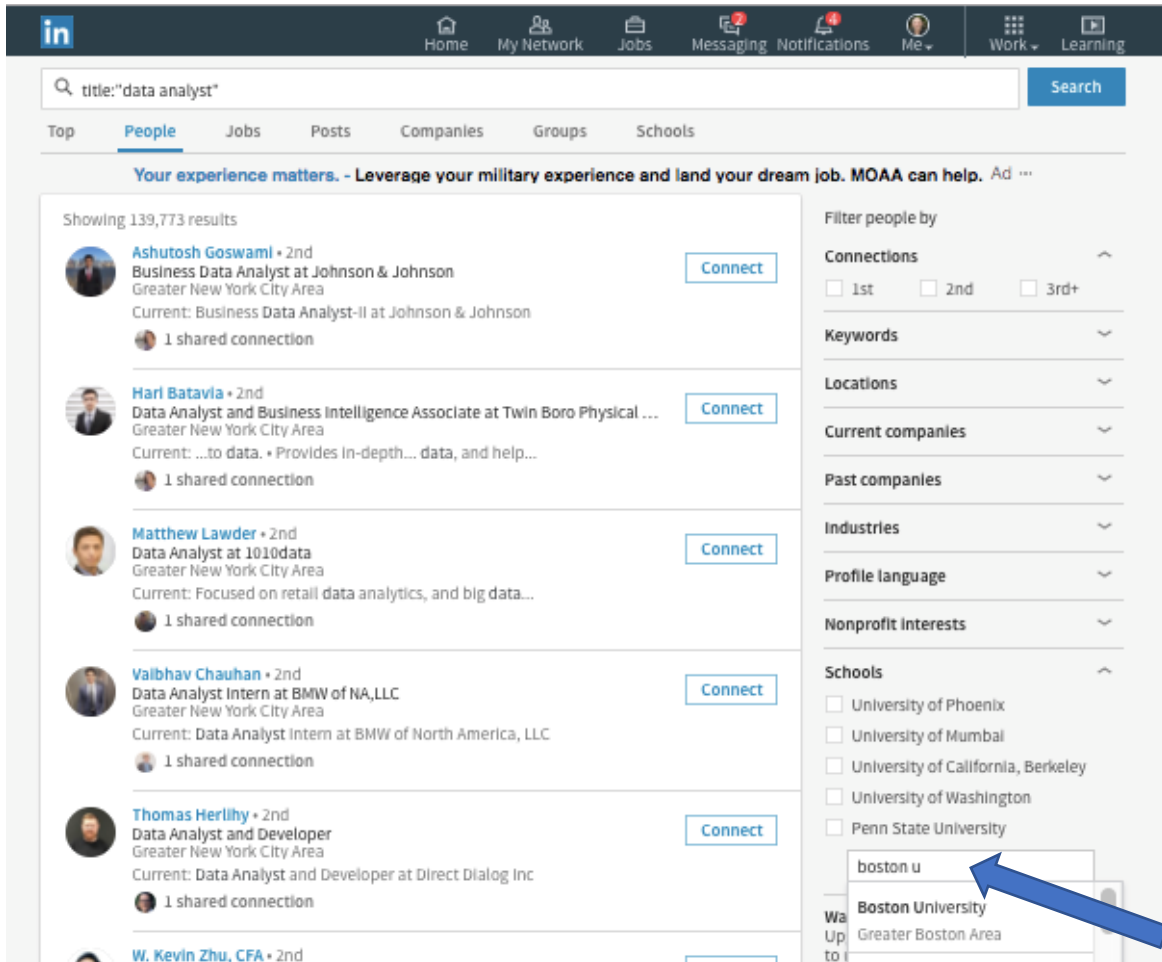 in
2 4
Home My Network Jobs Messaging Notifications Me Work Learning
title:"data analyst" Search
Top People Jobs Posts Companies Groups Schools
Your experience matters. - Leverage your military experience and land your dream job. MOAA can help. Ad ...
Showing 139,773 results
Ashutosh Goswami • 2nd
Business Data Analyst at Johnson & Johnson
Greater New York City Area
Current: Business Data Analyst-II at Johnson & Johnson
1 shared connection
Connect
Hari Batavia • 2nd
Data Analyst and Business Intelligence Associate at Twin Boro Physical ...
Greater New York City Area
Current: ...to data. • Provides in-depth... data, and help...
1 shared connection
Connect
Matthew Lawder • 2nd
Data Analyst at 1010data
Greater New York City Area
Current: Focused on retail data analytics, and big data...
1 shared connection
Connect
Vaibhav Chauhan • 2nd
Data Analyst Intern at BMW of NA,LLC
Greater New York City Area
Current: Data Analyst Intern at BMW of North America, LLC
1 shared connection
Connect
Thomas Herlihy • 2nd
Data Analyst and Developer
Greater New York City Area
Current: Data Analyst and Developer at Direct Dialog Inc
1 shared connection
Connect
W. Kevin Zhu, CFA • 2nd
Filter people by
Connections
1st 2nd 3rd+
Keywords
Locations
Current companies
Past companies
Industries
Profile language
Nonprofit interests
Schools
University of Phoenix
University of Mumbai
University of California, Berkeley
University of Washington
Penn State University
boston u
Boston University
Greater Boston Area
Wa
Up
to